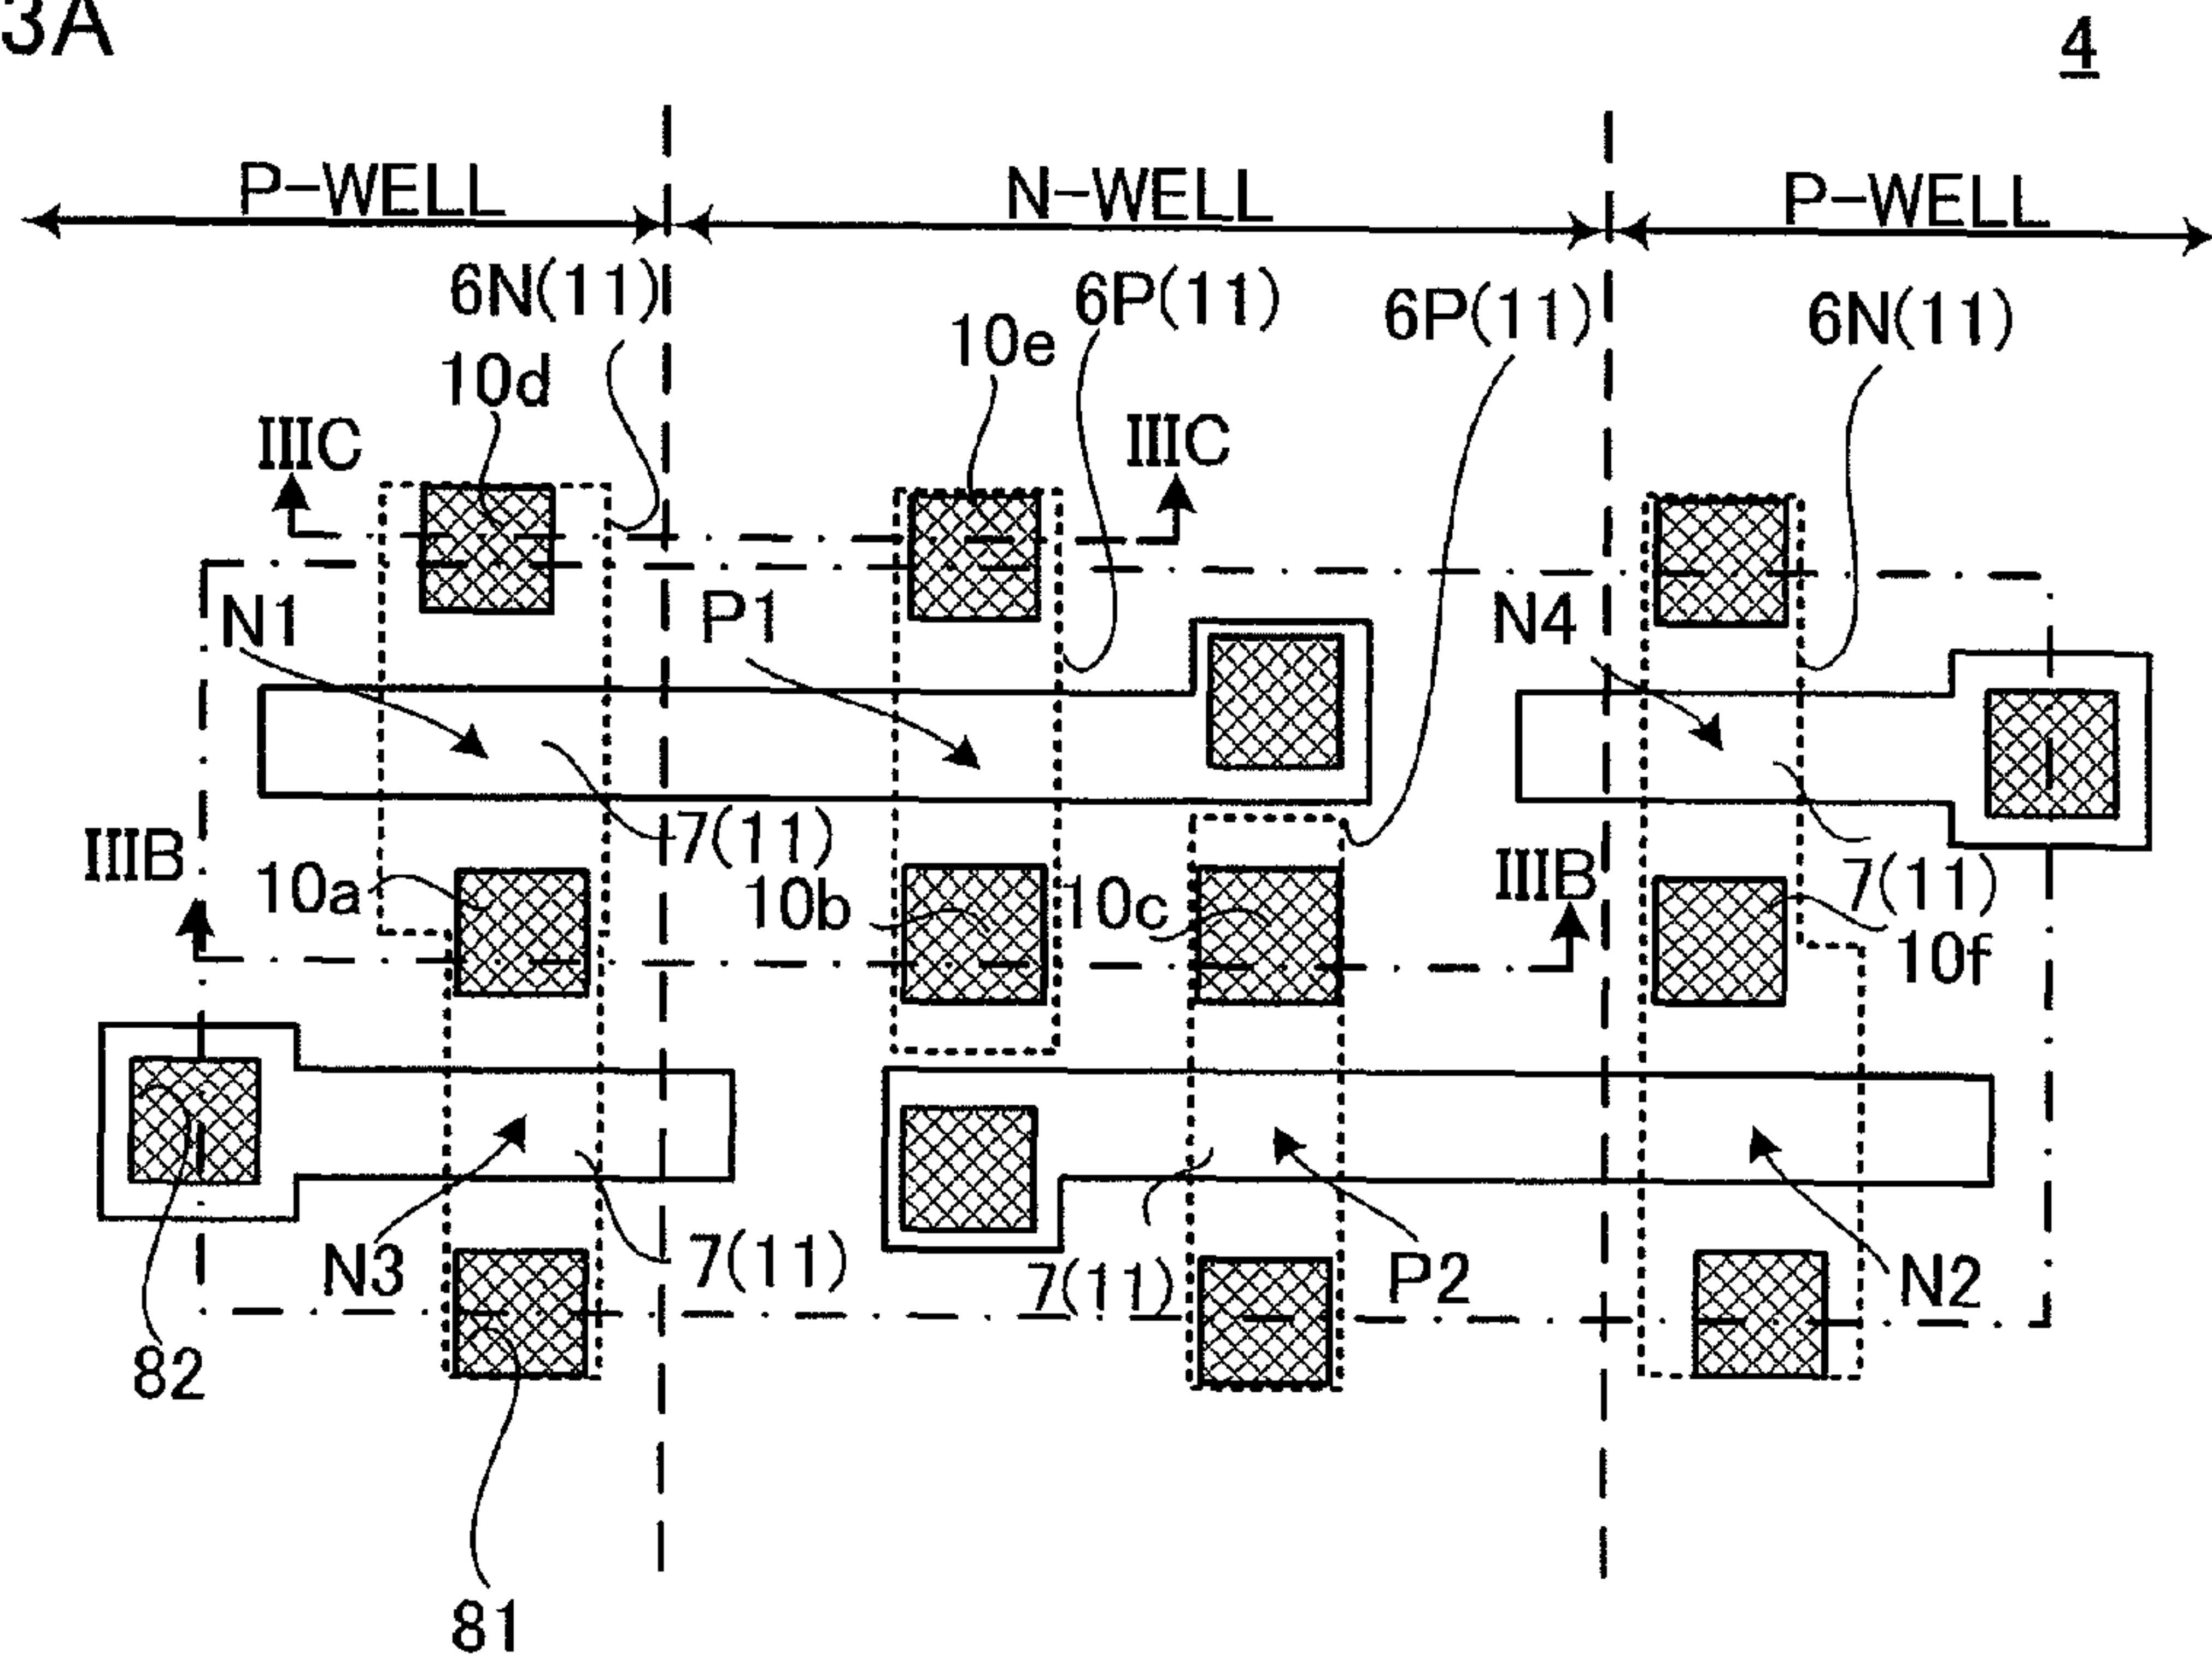 3A
4
P-WELL
N-WELL
P-WELL
6N(11)
6P(11)
6P(11)
6N(11)
10d
10e
IIIC
IIIC
N1
P1
N4
7(11)
IIIB
10a
10b
10c
IIIB
7(11)
10f
N3
7(11)
7(11)
P2
N2
82
81